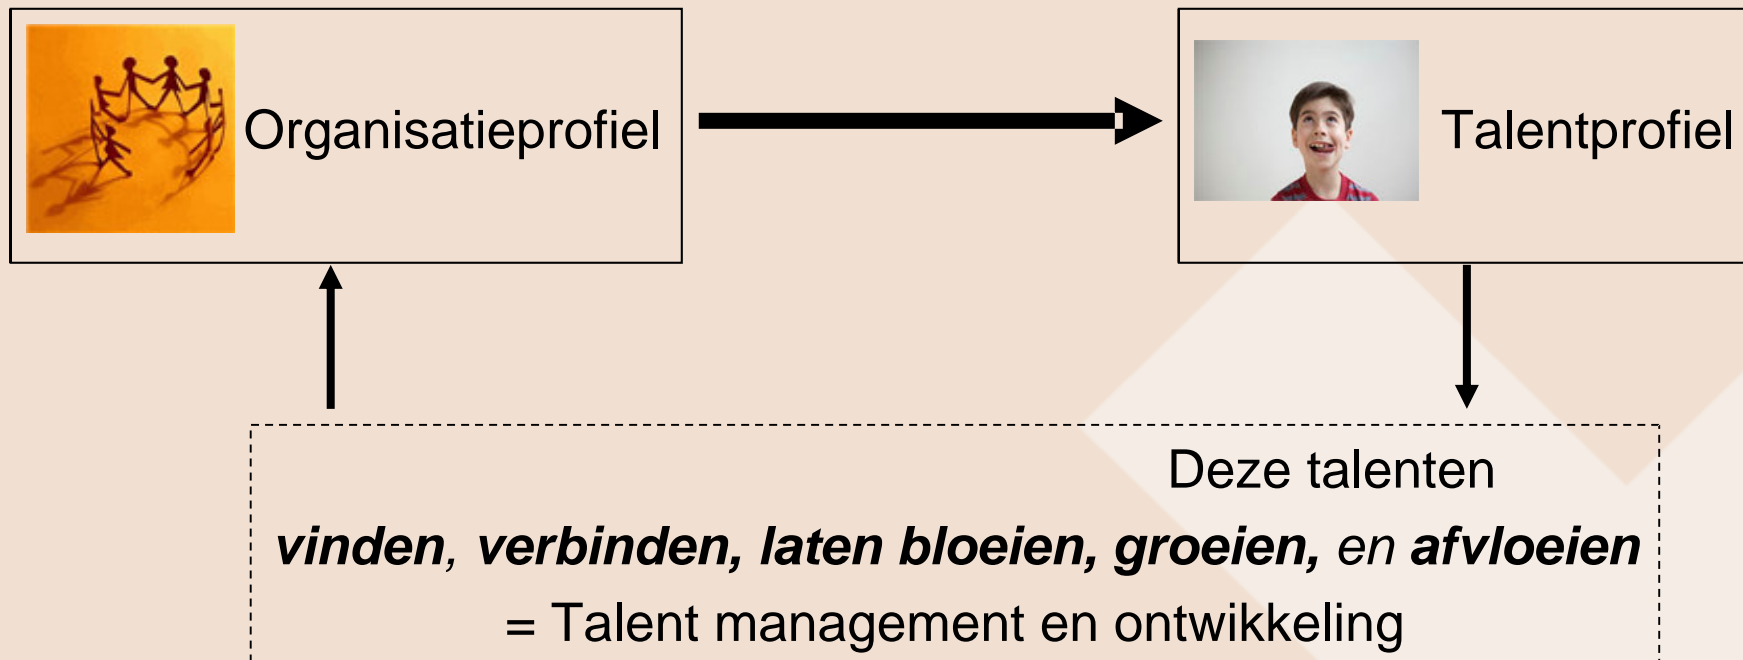 Organisatieprofiel
Talentprofiel
Deze talenten
vinden, verbinden, laten bloeien, groeien, en afvloeien
= Talent management en ontwikkeling